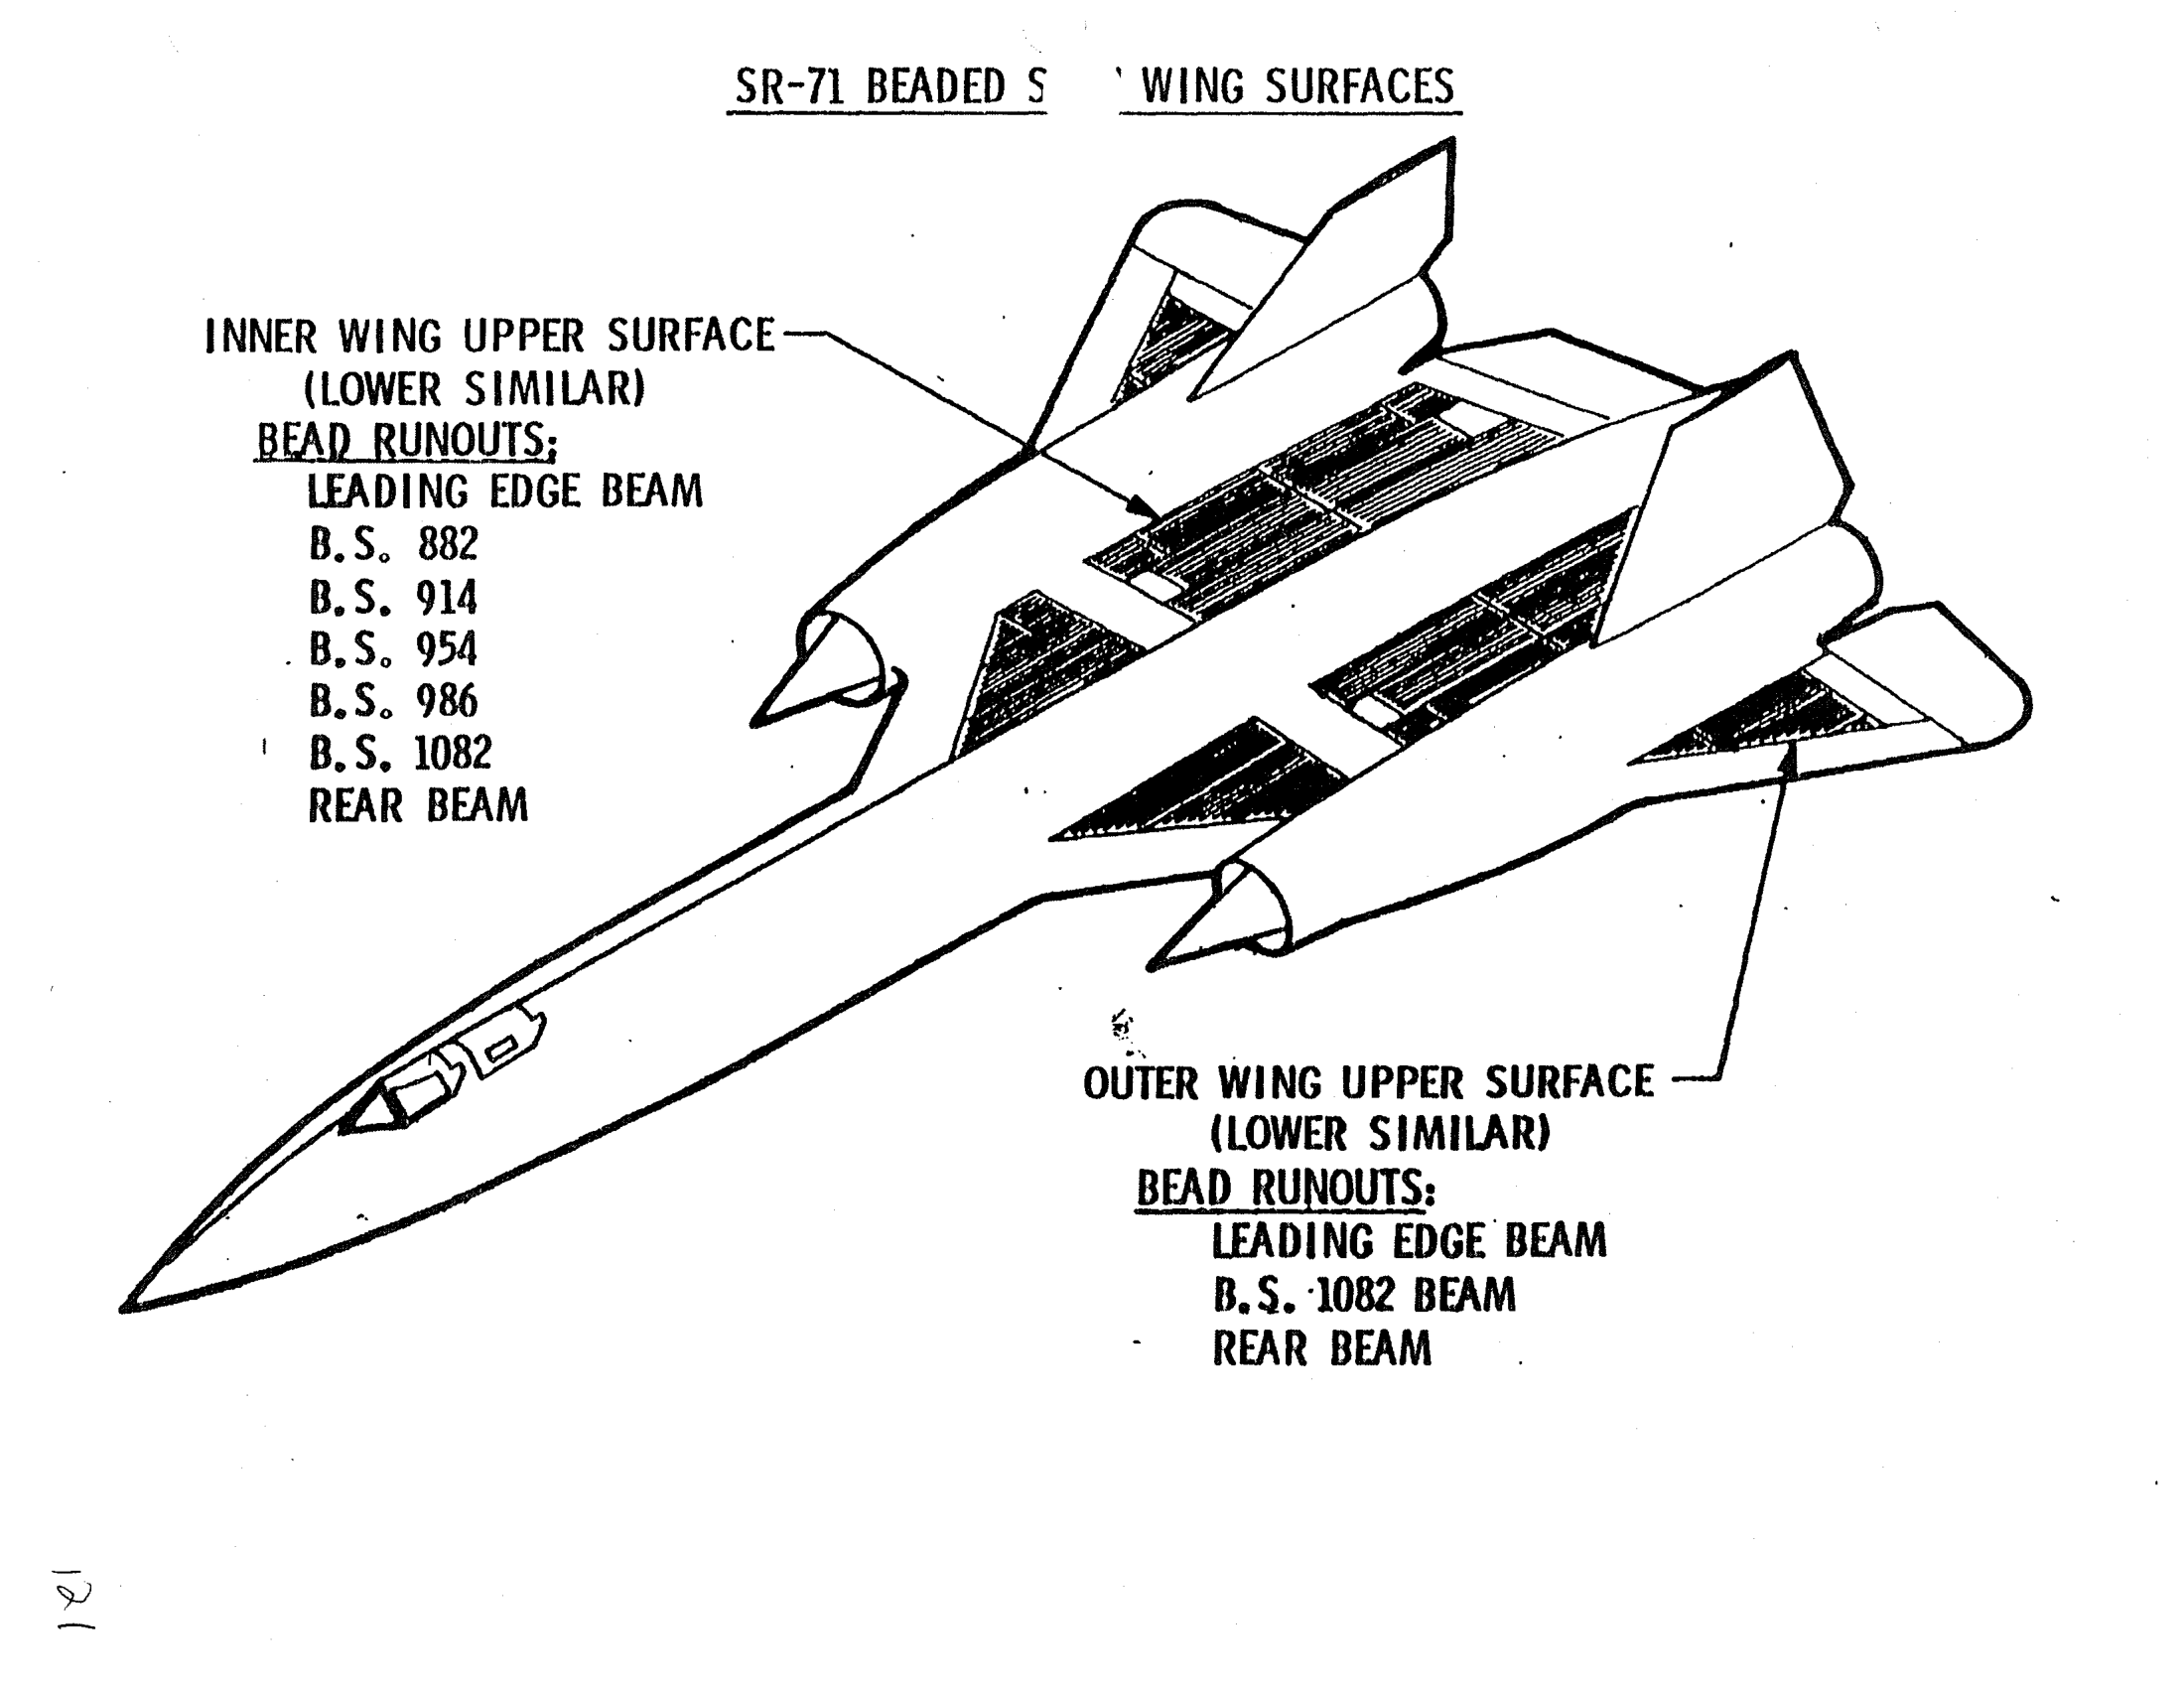 SR-71 BEADED S WING SURFACES
INNER WING UPPER SURFACE
(LOWER SIMILAR)
BEAD RUNOUTS:
LEADING EDGE BEAM
B.S. 882
B.S. 914
B.S. 954
B.S. 986
B.S. 1082
REAR BEAM
OUTER WING UPPER SURFACE
(LOWER SIMILAR)
BEAD RUNOUTS:
LEADING EDGE BEAM
B.S. 1082 BEAM
REAR BEAM
121